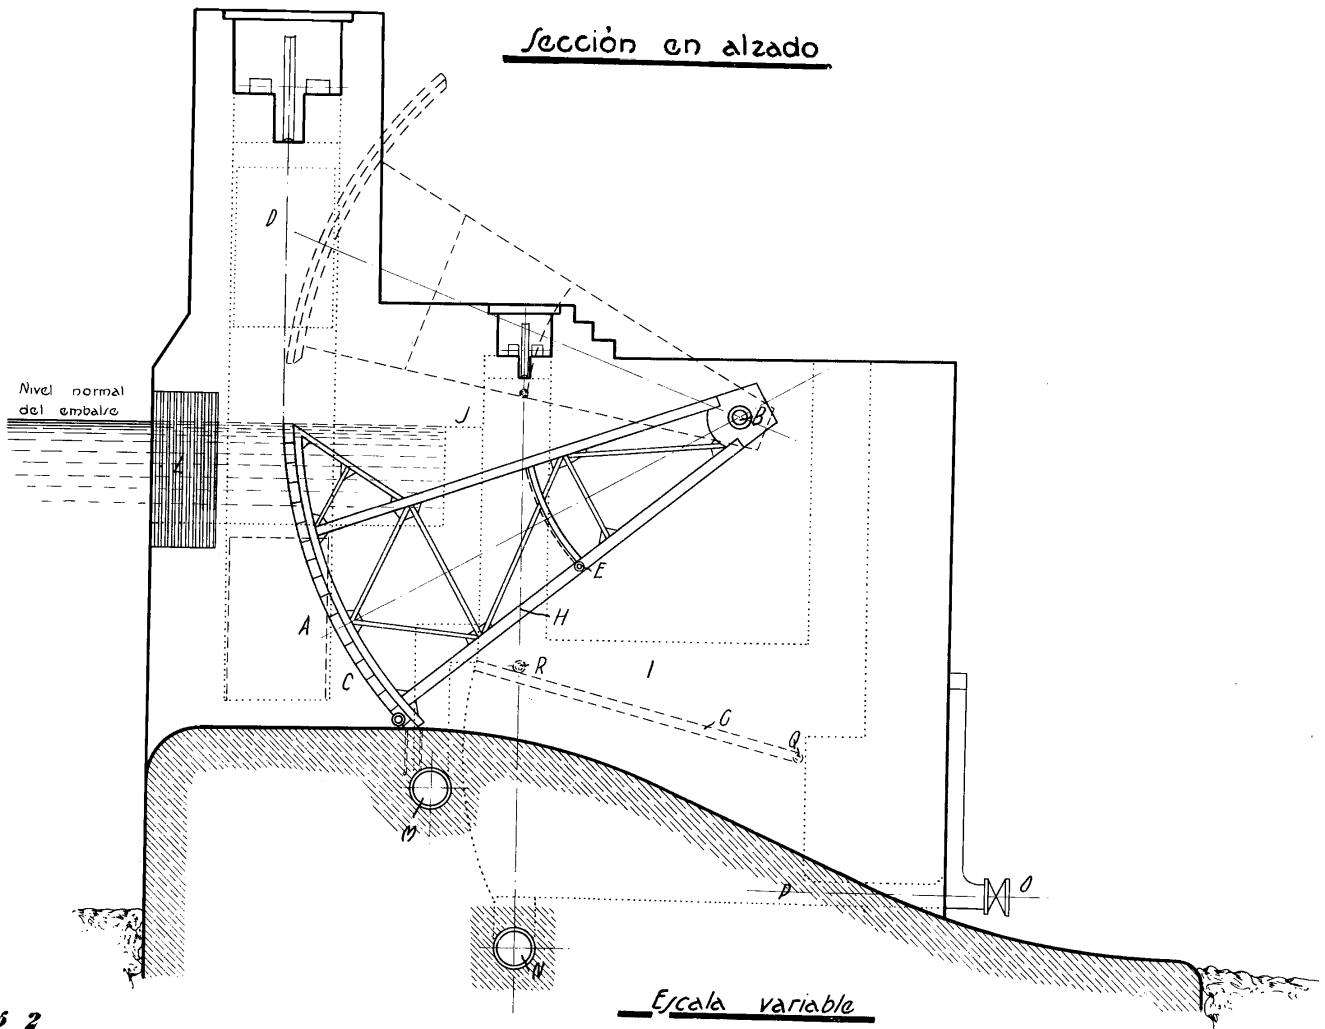 Sección en alzado
D
Nivel normal
del embalse
J
B
L
E
H
A
R
I
C
G
Q
M
P
O
N
Escala variable
6 2